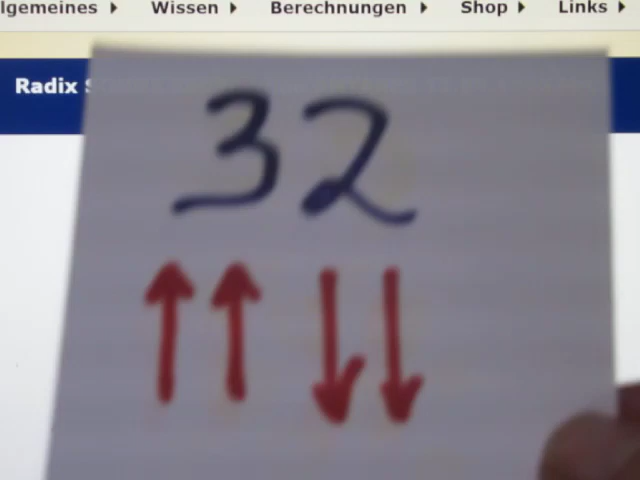 lgemeines Wissen Berechnungen Shop Links
Radix
32
↑↑↓↓